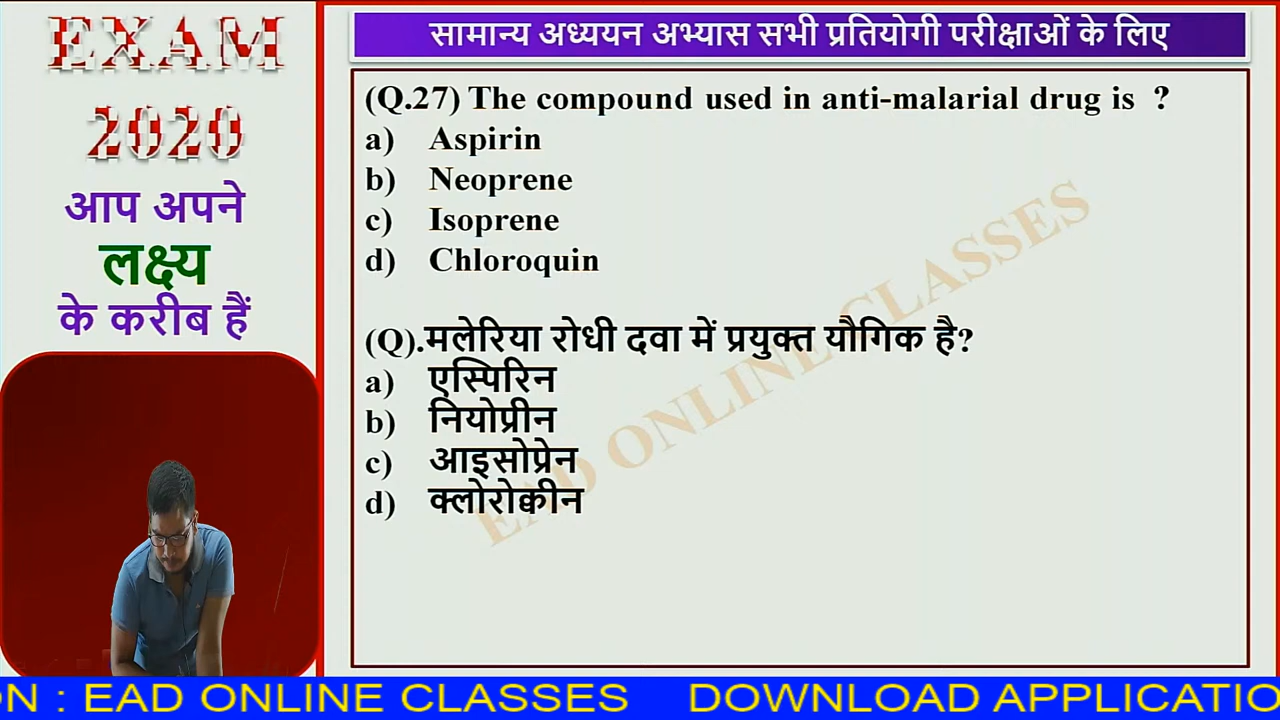 EXAM
2020
आप अपने
लक्ष्य
के करीब हैं
सामान्य अध्ययन अभ्यास सभी प्रतियोगी परीक्षाओं के लिए
(Q.27) The compound used in anti-malarial drug is ?
a) Aspirin
b) Neoprene
c) Isoprene
d) Chloroquin
(Q).मलेरिया रोधी दवा में प्रयुक्त यौगिक है?
a) एस्पिरिन
b) नियोप्रीन
c) आइसोप्रेन
d) क्लोरोक्वीन
EAD ONLINE CLASSES
ON : EAD ONLINE CLASSES DOWNLOAD APPLICATIO